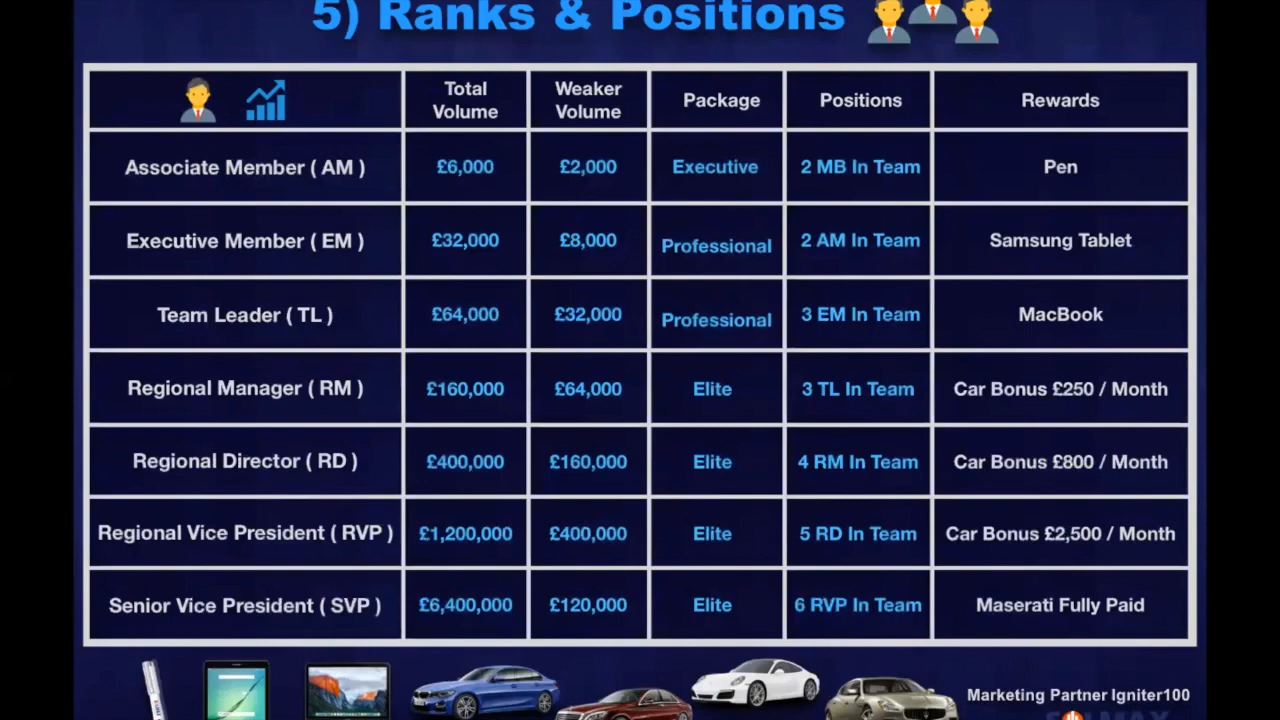 5) Ranks & Positions
Total Volume Weaker Volume Package Positions Rewards
Associate Member ( AM ) £6,000 £2,000 Executive 2 MB In Team Pen
Executive Member ( EM ) £32,000 £8,000 Professional 2 AM In Team Samsung Tablet
Team Leader ( TL ) £64,000 £32,000 Professional 3 EM In Team MacBook
Regional Manager ( RM ) £160,000 £64,000 Elite 3 TL In Team Car Bonus £250 / Month
Regional Director ( RD ) £400,000 £160,000 Elite 4 RM In Team Car Bonus £800 / Month
Regional Vice President ( RVP ) £1,200,000 £400,000 Elite 5 RD In Team Car Bonus £2,500 / Month
Senior Vice President ( SVP ) £6,400,000 £120,000 Elite 6 RVP In Team Maserati Fully Paid
Marketing Partner Igniter100